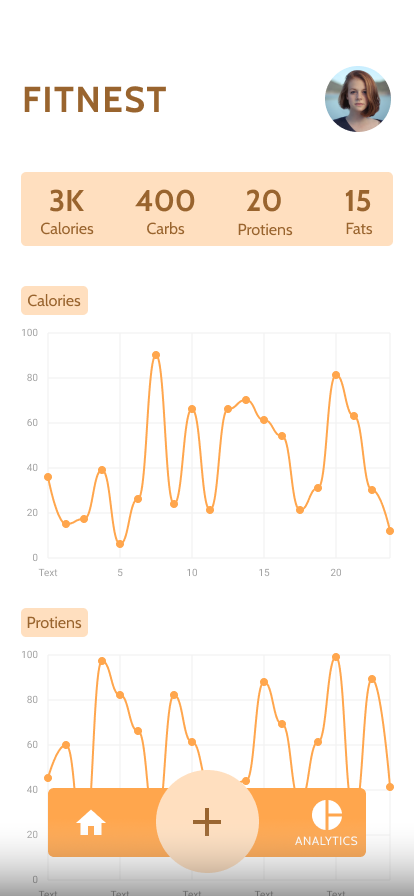 FITNEST
3K 400 20 15
Calories Carbs Protiens Fats
Calories
100
80
60
40
20
0
Text 5 10 15 20
Protiens
100
80
60
40
20
0
ANALYTICS
Text Text Text Text Text